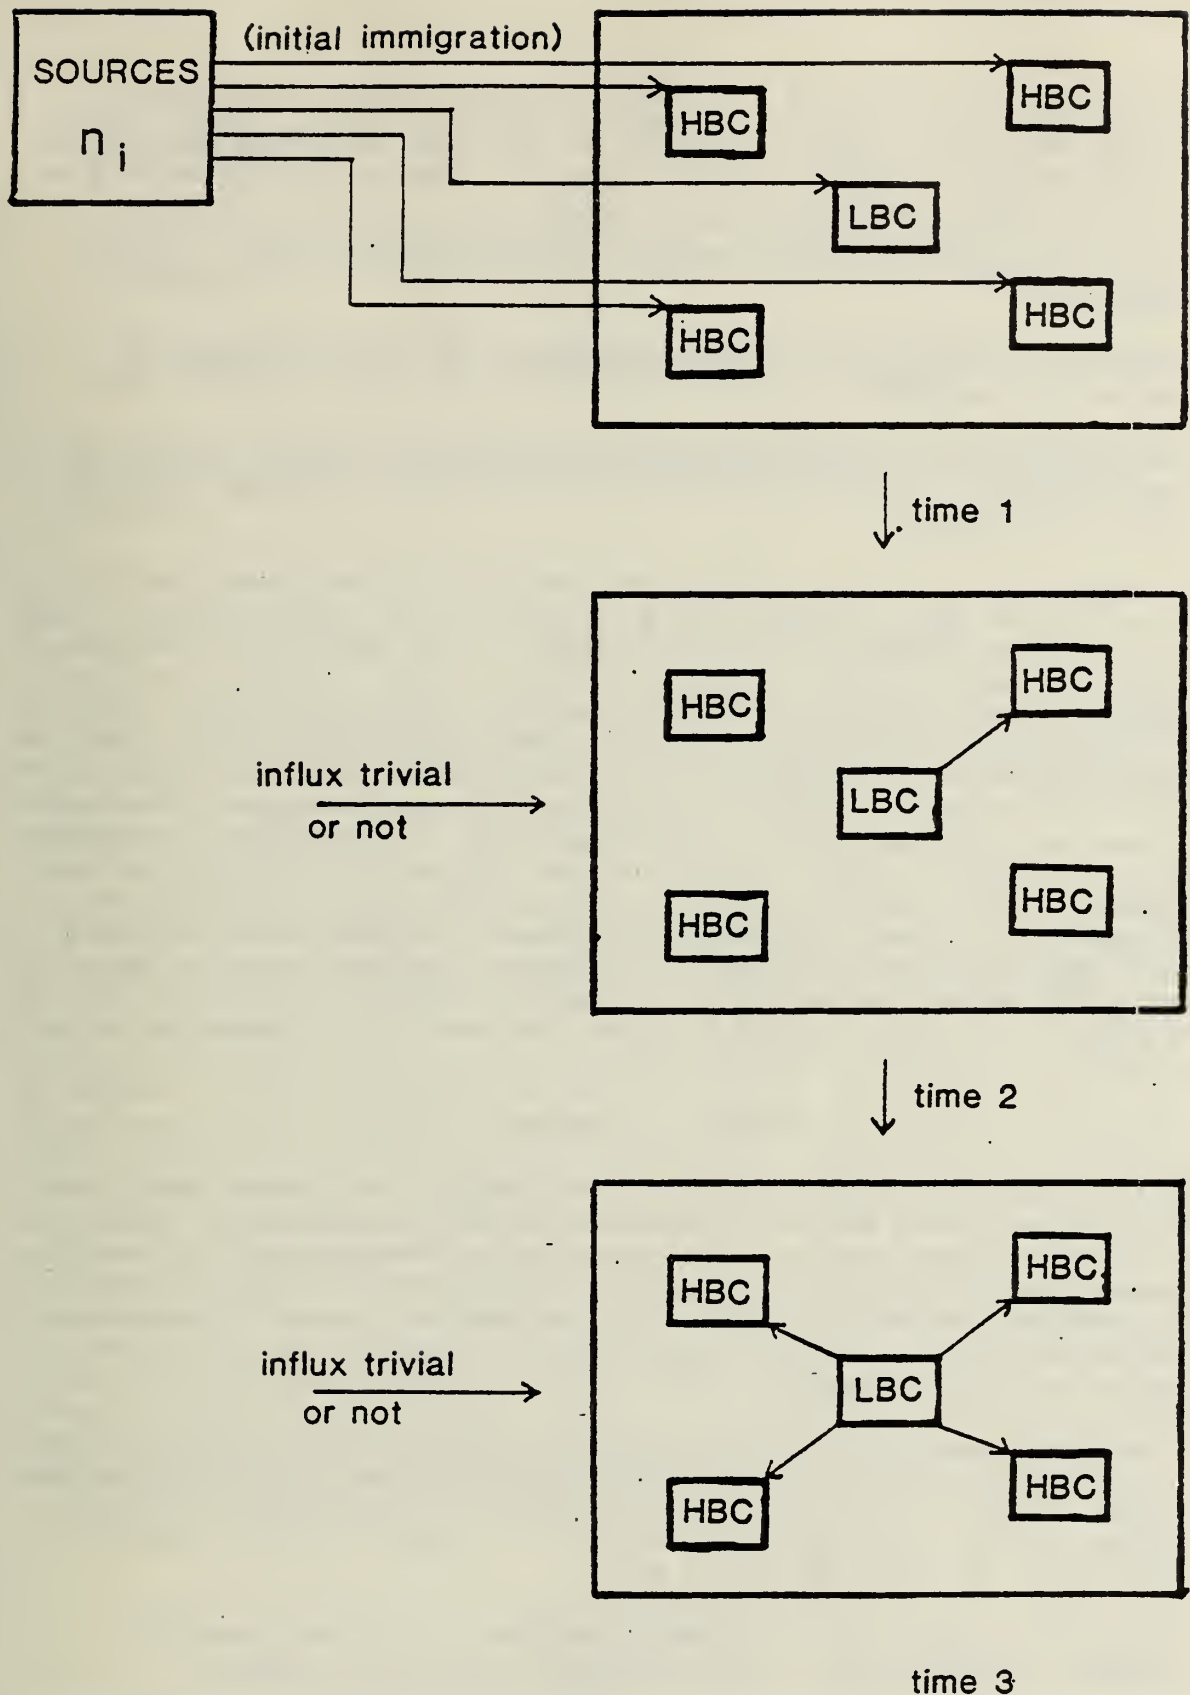 (initial immigration)
SOURCES
n i
HBC
HBC
LBC
HBC
HBC
time 1
HBC
HBC
influx trivial
or not
LBC
HBC
HBC
time 2
HBC
HBC
influx trivial
or not
LBC
HBC
HBC
time 3